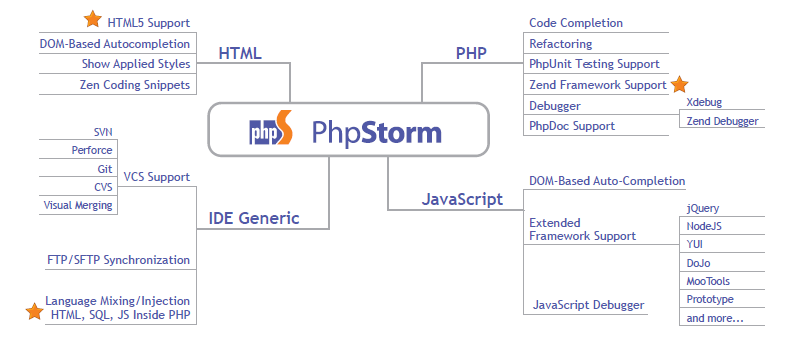 HTML5 Support
DOM-Based Autocompletion
Show Applied Styles
Zen Coding Snippets
HTML
PHP
Code Completion
Refactoring
PhpUnit Testing Support
Zend Framework Support
Debugger
Xdebug
Zend Debugger
PhpDoc Support
php S PhpStorm
SVN
Perforce
Git
CVS
Visual Merging
VCS Support
IDE Generic
FTP/SFTP Synchronization
Language Mixing/Injection
HTML, SQL, JS Inside PHP
JavaScript
DOM-Based Auto-Completion
Extended
Framework Support
jQuery
NodeJS
YUI
DoJo
MooTools
Prototype
and more...
JavaScript Debugger